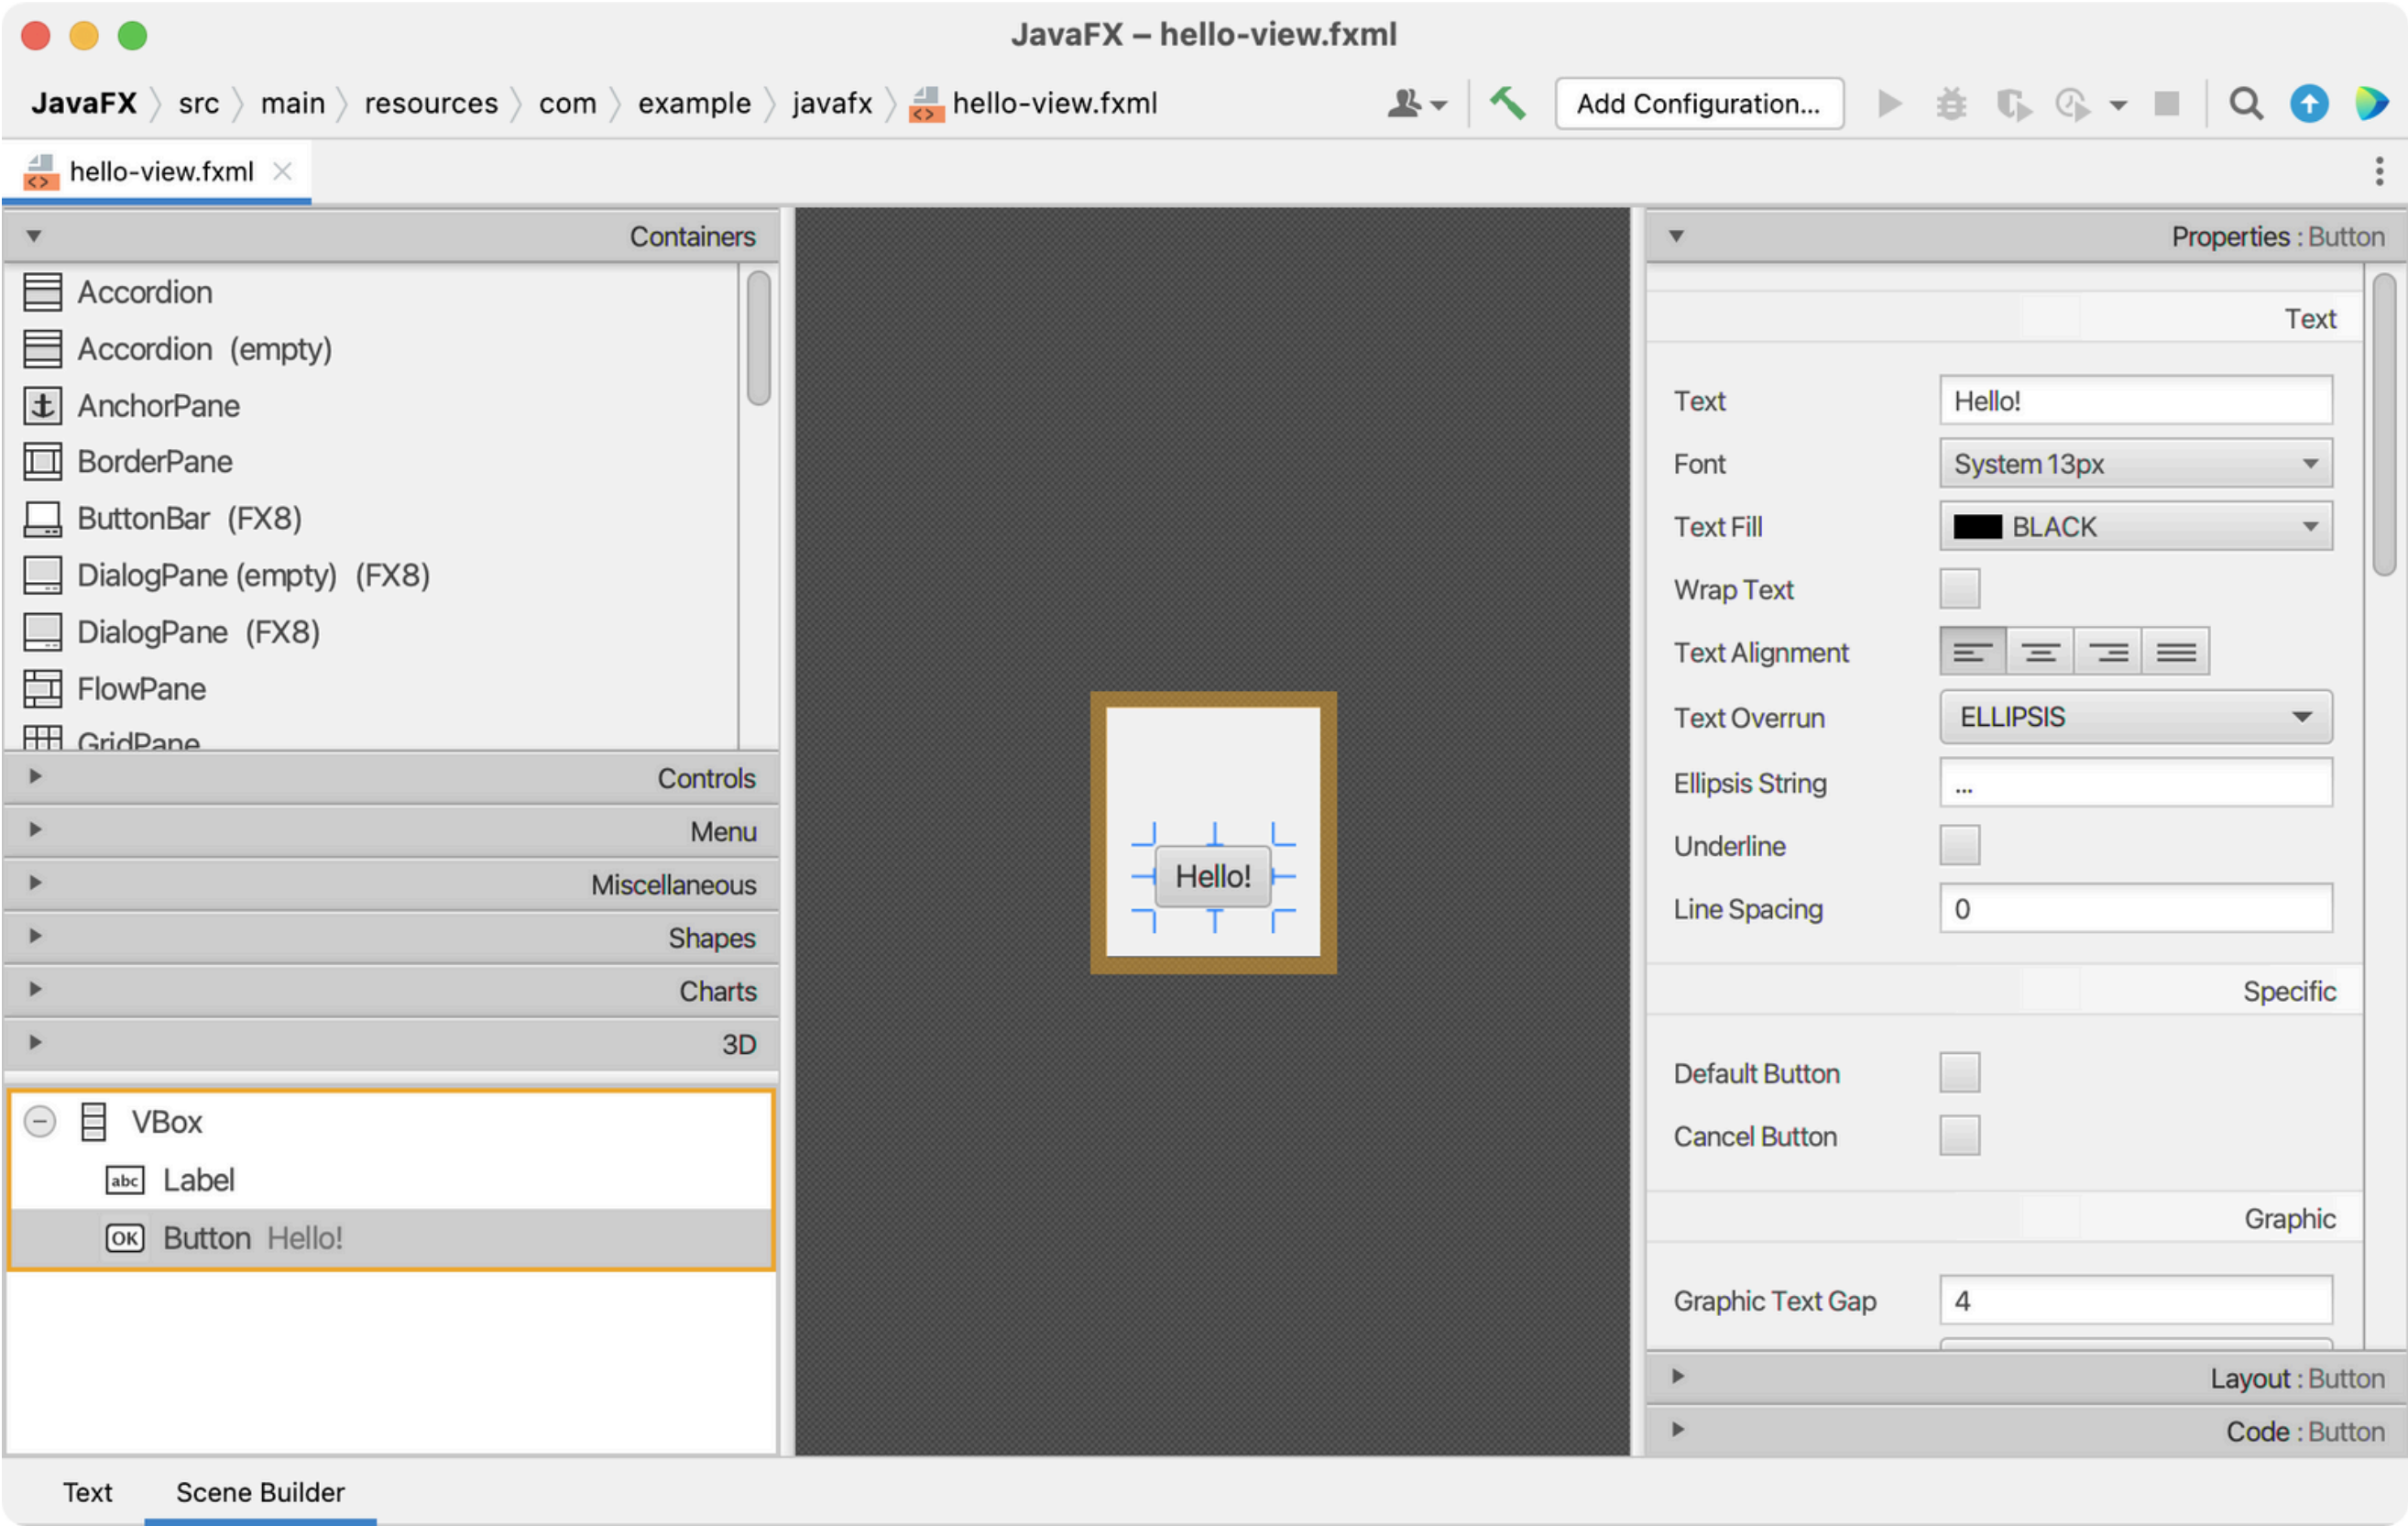 JavaFX – hello-view.fxml
JavaFX src main resources com example javafx hello-view.fxml Add Configuration...
hello-view.fxml
Containers
Accordion
Accordion (empty)
AnchorPane
BorderPane
ButtonBar (FX8)
DialogPane (empty) (FX8)
DialogPane (FX8)
FlowPane
GridPane
Controls
Menu
Miscellaneous
Shapes
Charts
3D
VBox
abc Label
OK Button Hello!
Hello!
Properties : Button
Text
Text Hello!
Font System 13px
Text Fill BLACK
Wrap Text
Text Alignment
Text Overrun ELLIPSIS
Ellipsis String ...
Underline
Line Spacing 0
Specific
Default Button
Cancel Button
Graphic
Graphic Text Gap 4
Layout : Button
Code : Button
Text Scene Builder